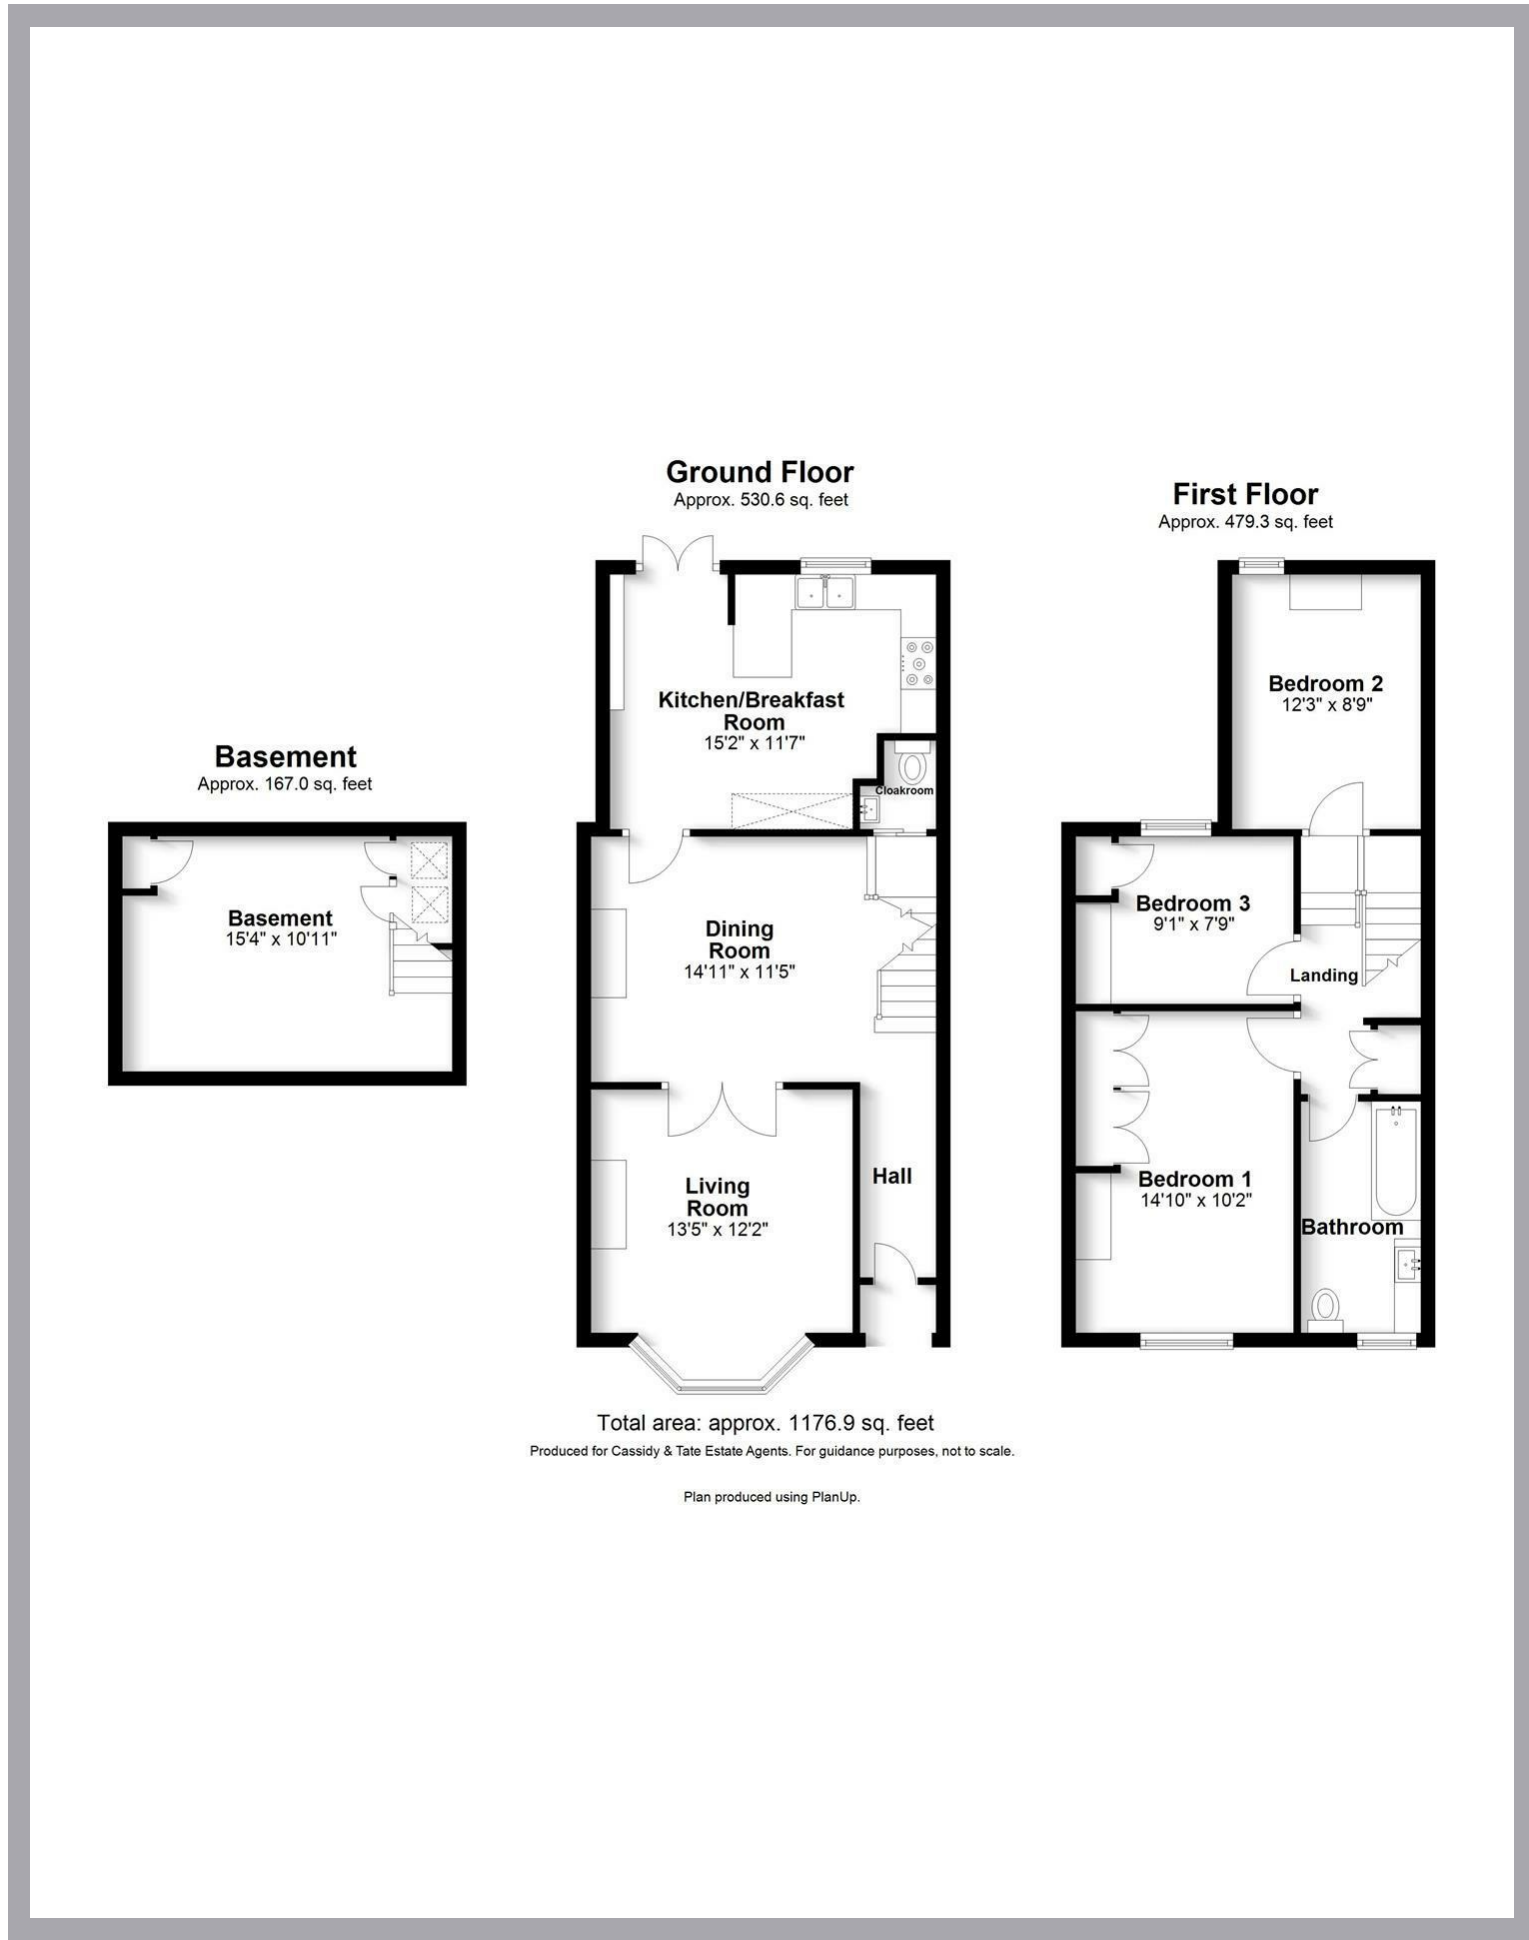 Ground Floor
Approx. 530.6 sq. feet
First Floor
Approx. 479.3 sq. feet
Basement
Approx. 167.0 sq. feet
Basement
15'4" x 10'11"
Kitchen/Breakfast
Room
15'2" x 11'7"
Cloakroom
Dining
Room
14'11" x 11'5"
Living
Room
13'5" x 12'2"
Hall
Bedroom 2
12'3" x 8'9"
Bedroom 3
9'1" x 7'9"
Landing
Bedroom 1
14'10" x 10'2"
Bathroom
Total area: approx. 1176.9 sq. feet
Produced for Cassidy & Tate Estate Agents. For guidance purposes, not to scale.
Plan produced using PlanUp.